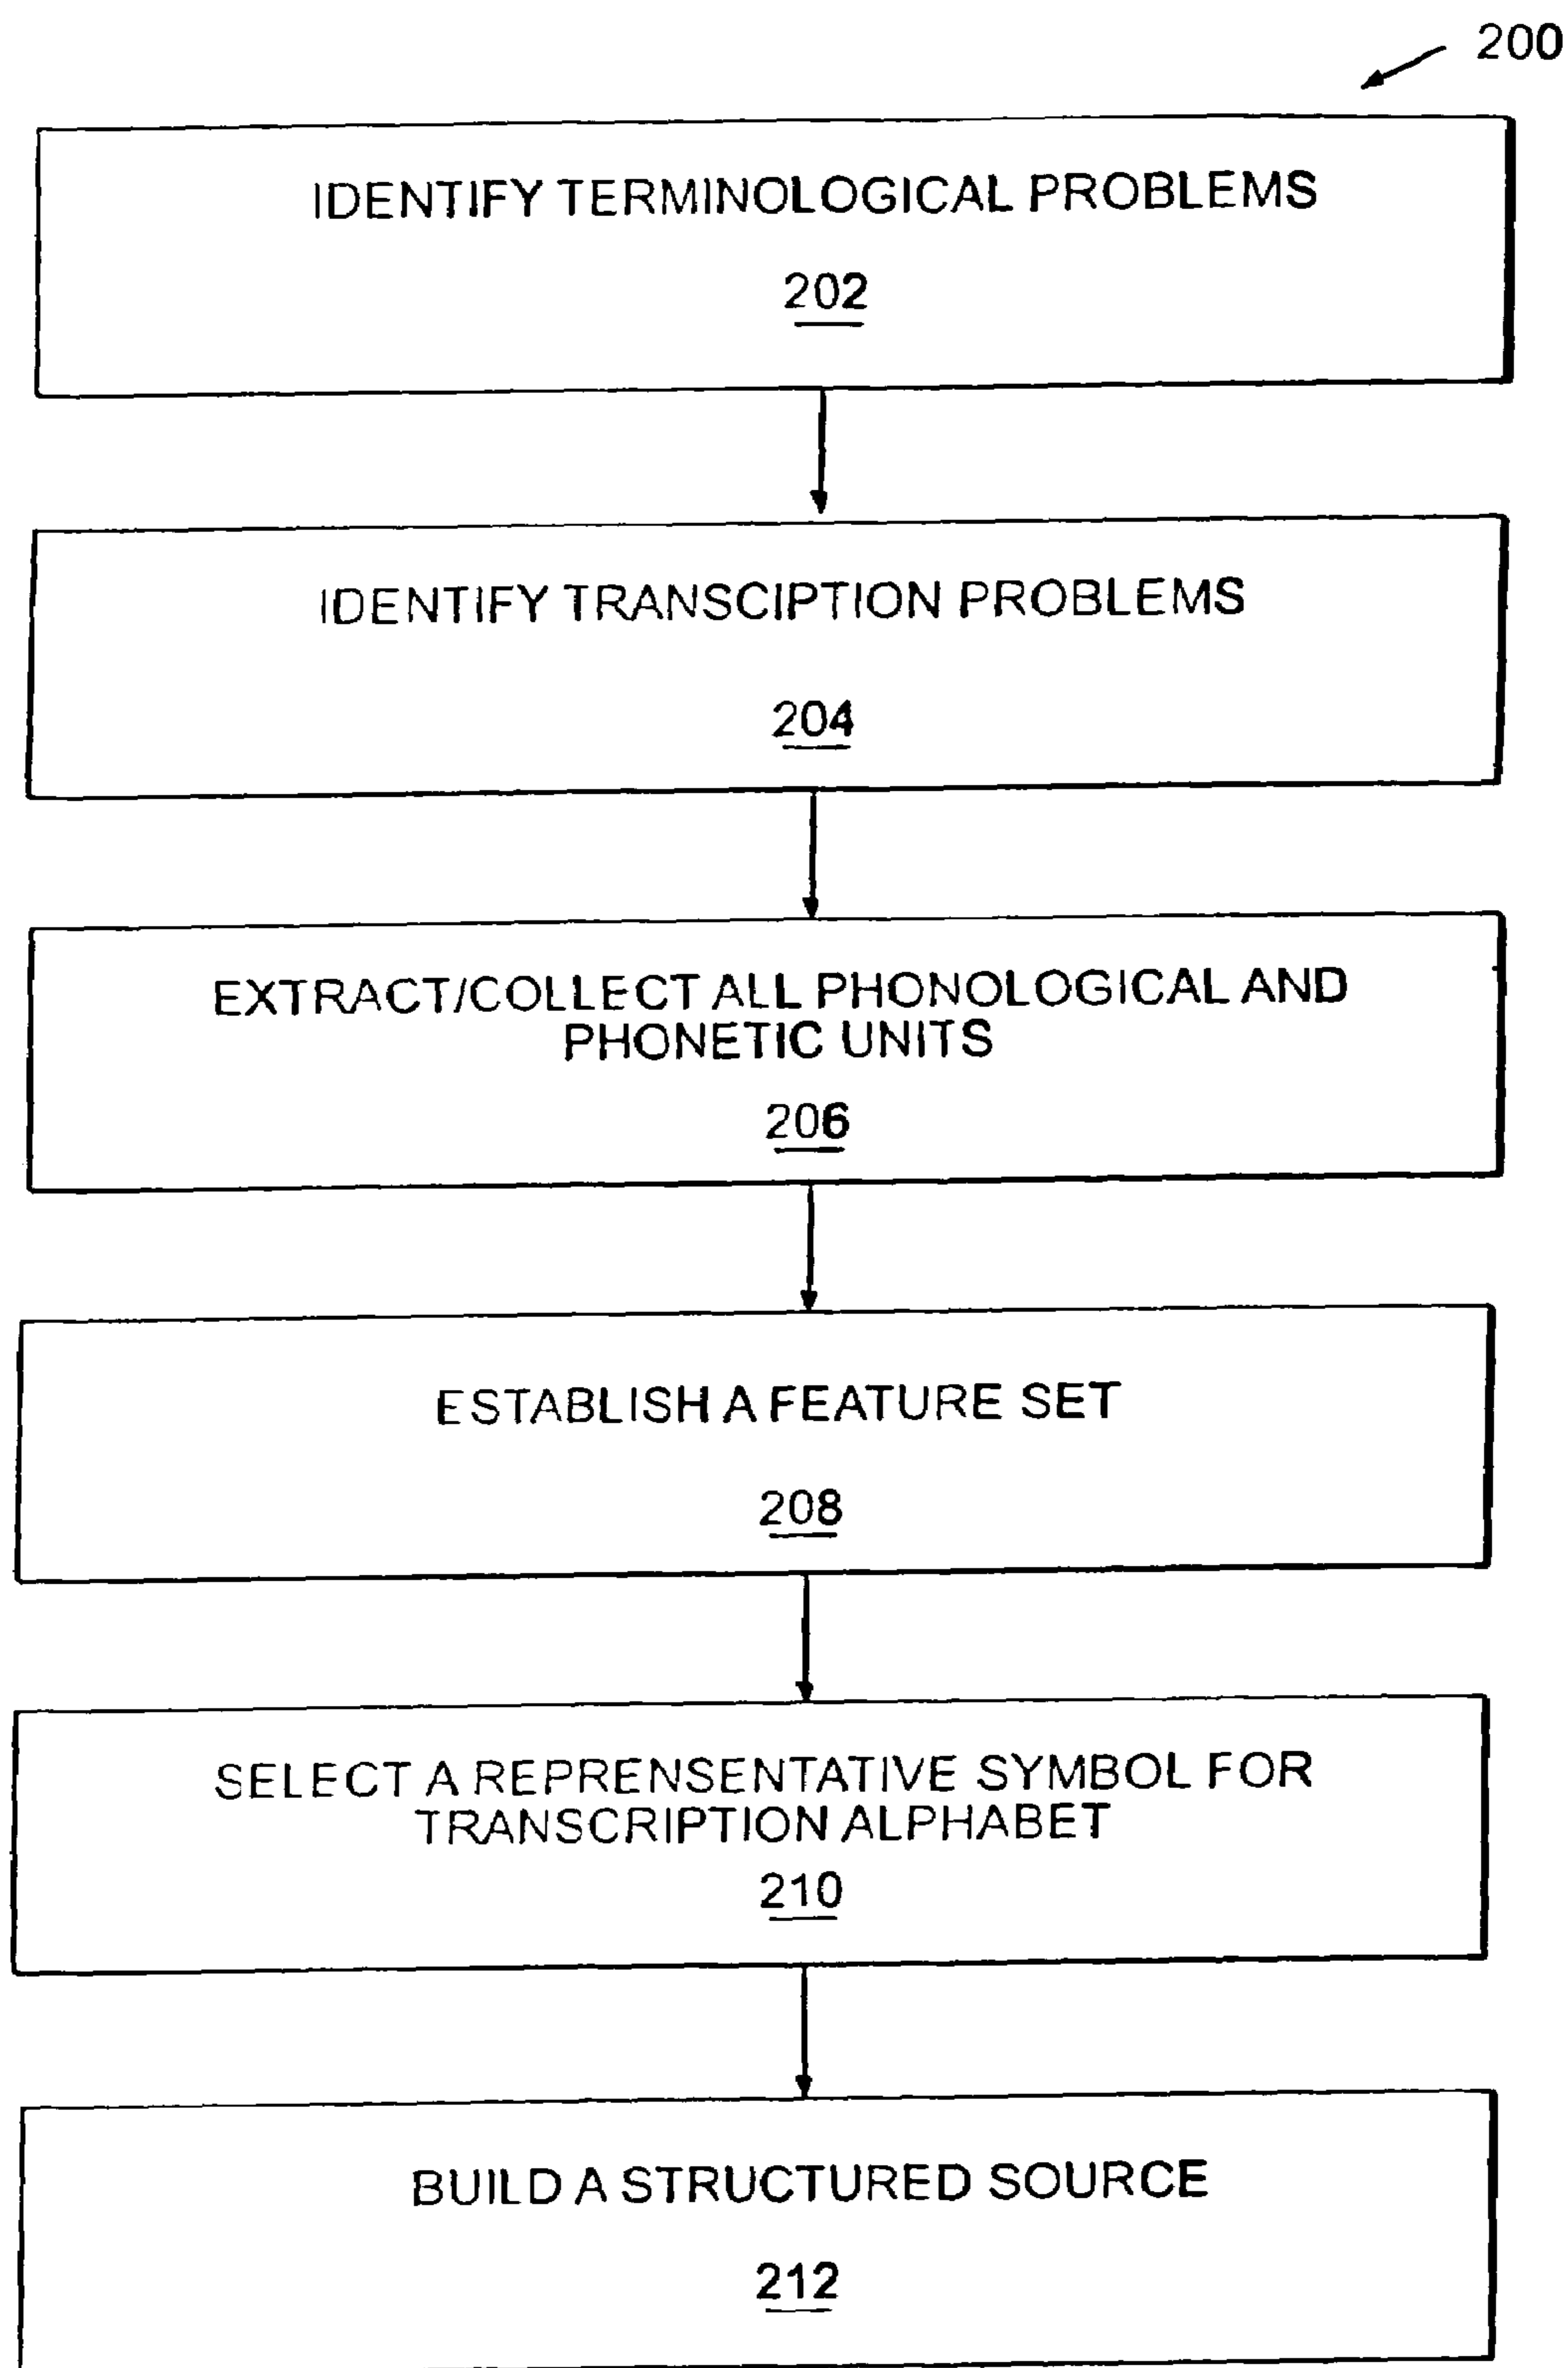 200
IDENTIFY TERMINOLOGICAL PROBLEMS
202
IDENTIFY TRANSCIPTION PROBLEMS
204
EXTRACT/COLLECT ALL PHONOLOGICAL AND
PHONETIC UNITS
206
ESTABLISH A FEATURE SET
208
SELECT A REPRENSENTATIVE SYMBOL FOR
TRANSCRIPTION ALPHABET
210
BUILD A STRUCTURED SOURCE
212